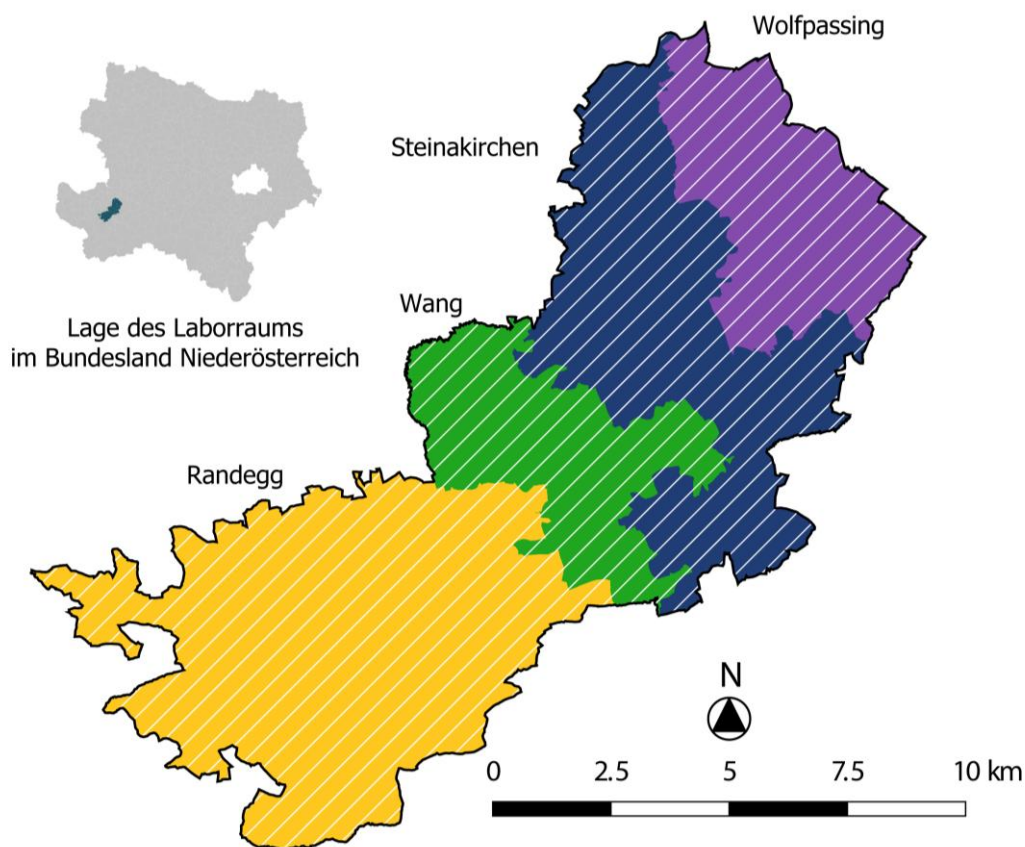 Wolfpassing
Steinakirchen
Wang
Lage des Laborraums
im Bundesland Niederösterreich
Randegg
N
0 2.5 5 7.5 10 km